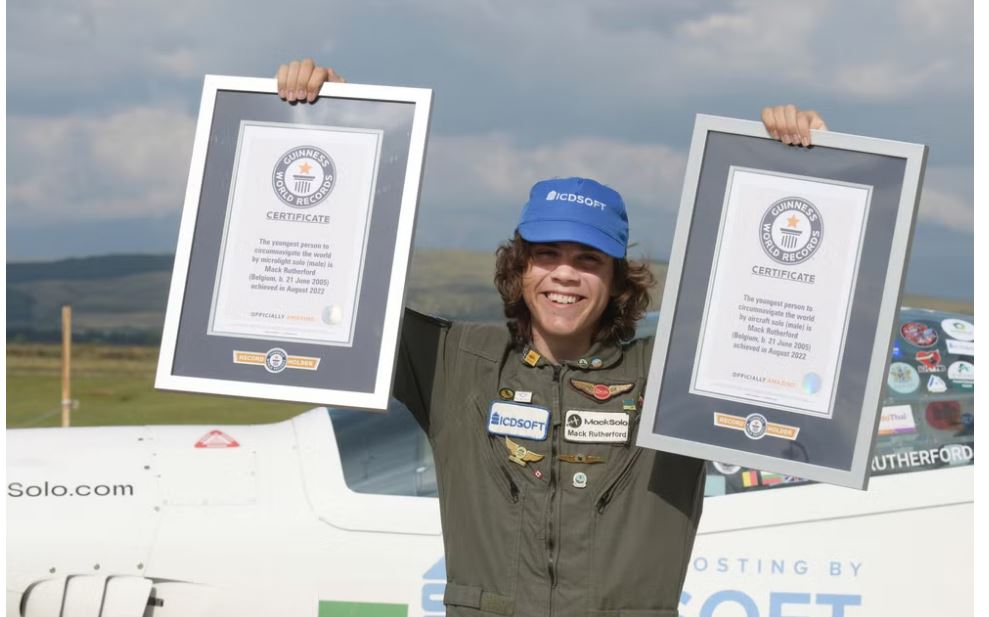 GUINNESS
WORLD RECORDS
CERTIFICATE
The youngest person to
circumnavigate the world
by microlight solo (male) is
Mack Rutherford
(Belgium, b. 21 June 2005)
achieved in August 2022
OFFICIALLY AMAZING
RECORD
HOLDER
GUINNESS
WORLD RECORDS
CERTIFICATE
The youngest person to
circumnavigate the world
by aircraft solo (male) is
Mack Rutherford
(Belgium, b. 21 June 2005)
achieved in August 2022
OFFICIALLY AMAZING
RECORD
HOLDER
ICDSOFT
ICDSOFT
MackSolo
Mack Rutherford
UTHERFORD
Solo.com
OSTING BY
SOFT